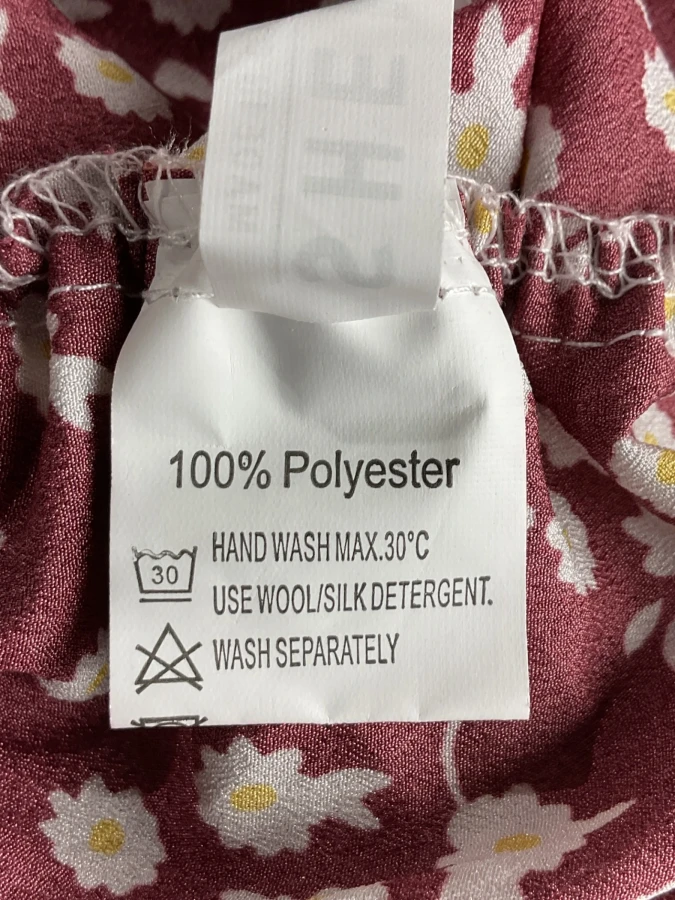 100% Polyester
HAND WASH MAX.30°C
30
USE WOOL/SILK DETERGENT.
WASH SEPARATELY